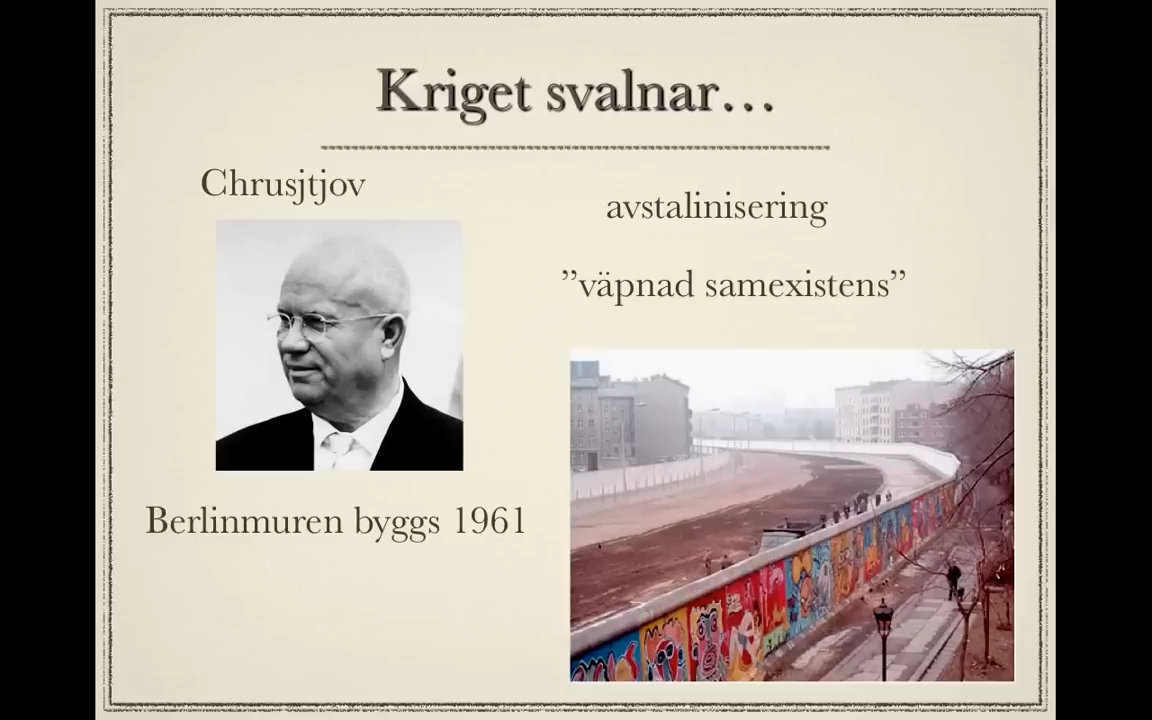 Kriget svalnar…
Chrusjtjov
avstalinisering
”väpnad samexistens”
Berlinmuren byggs 1961